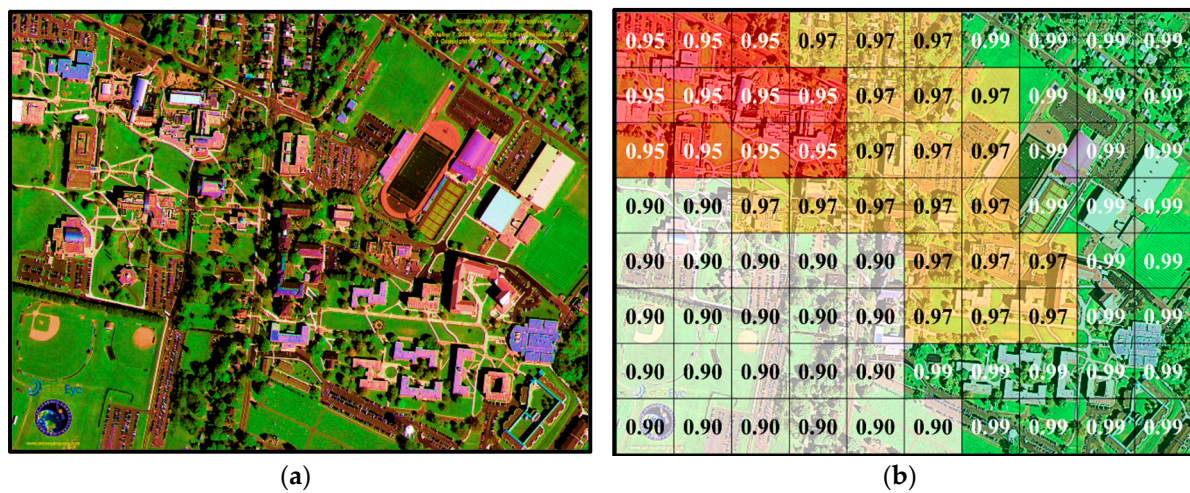 Kutztown University - Pennsylvania
0.95 0.95 0.95 0.97 0.97 0.97 0.99 0.99 0.99 0.99
0.95 0.95 0.95 0.95 0.97 0.97 0.97 0.99 0.99 0.99
0.95 0.95 0.95 0.95 0.97 0.97 0.97 0.99 0.99 0.99
0.90 0.90 0.97 0.97 0.97 0.97 0.97 0.99 0.99 0.99
0.90 0.90 0.90 0.90 0.90 0.97 0.97 0.97 0.99 0.99
0.90 0.90 0.90 0.90 0.90 0.97 0.97 0.97 0.99 0.99
0.90 0.90 0.90 0.90 0.90 0.99 0.99 0.99 0.99 0.99
0.90 0.90 0.90 0.90 0.90 0.90 0.99 0.99 0.99 0.99
(a) (b)